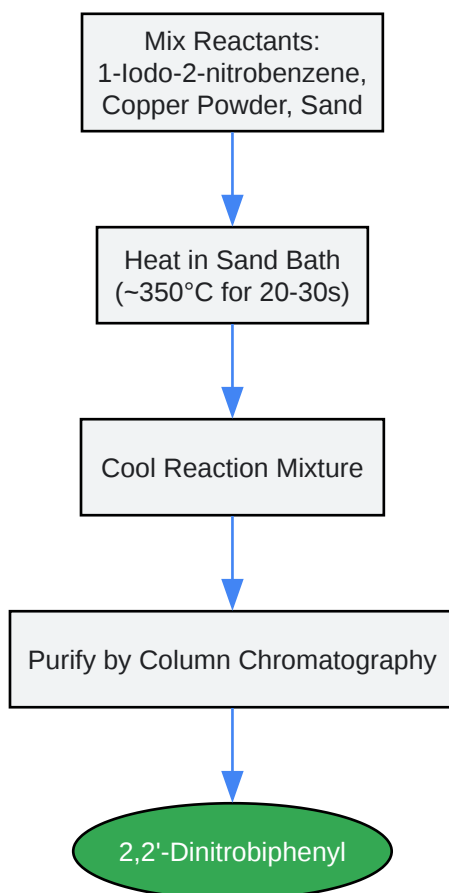 Mix Reactants:
1-Iodo-2-nitrobenzene,
Copper Powder, Sand
Heat in Sand Bath
(~350°C for 20-30s)
Cool Reaction Mixture
Purify by Column Chromatography
2,2'-Dinitrobiphenyl